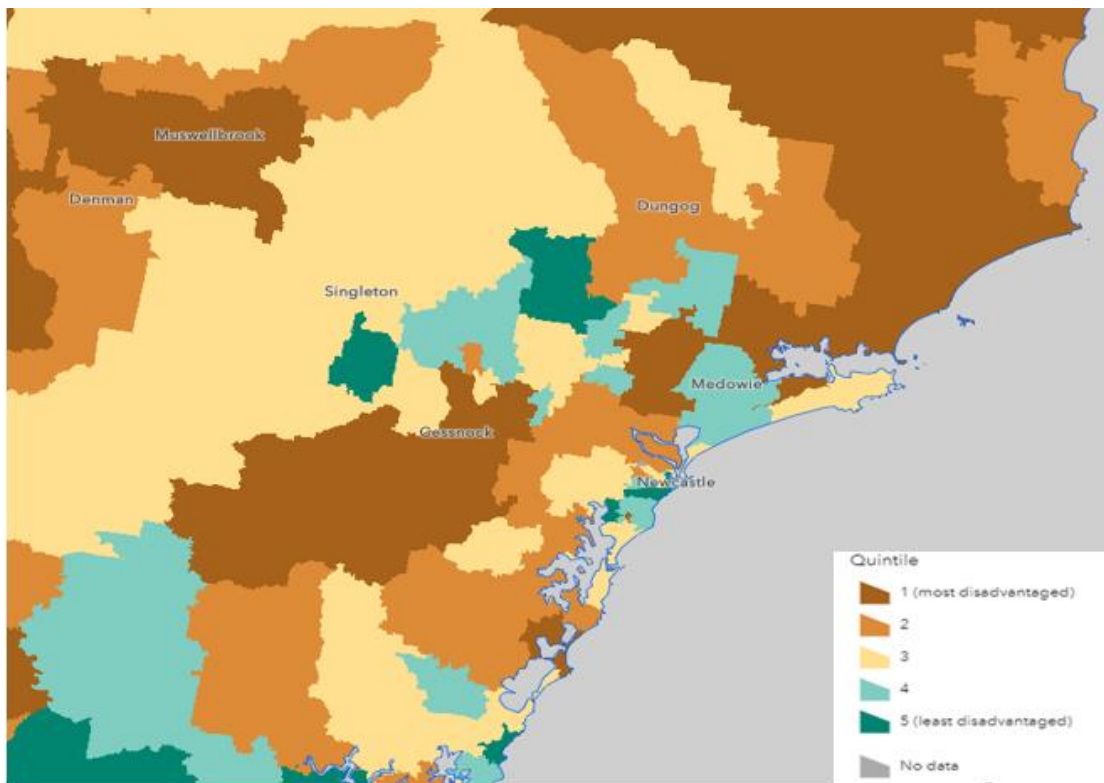 Muswellbrook
Denman
Dungog
Singleton
Medowie
Cessnock
Newcastle
Quintile
1 (most disadvantaged)
2
3
4
5 (least disadvantaged)
No data